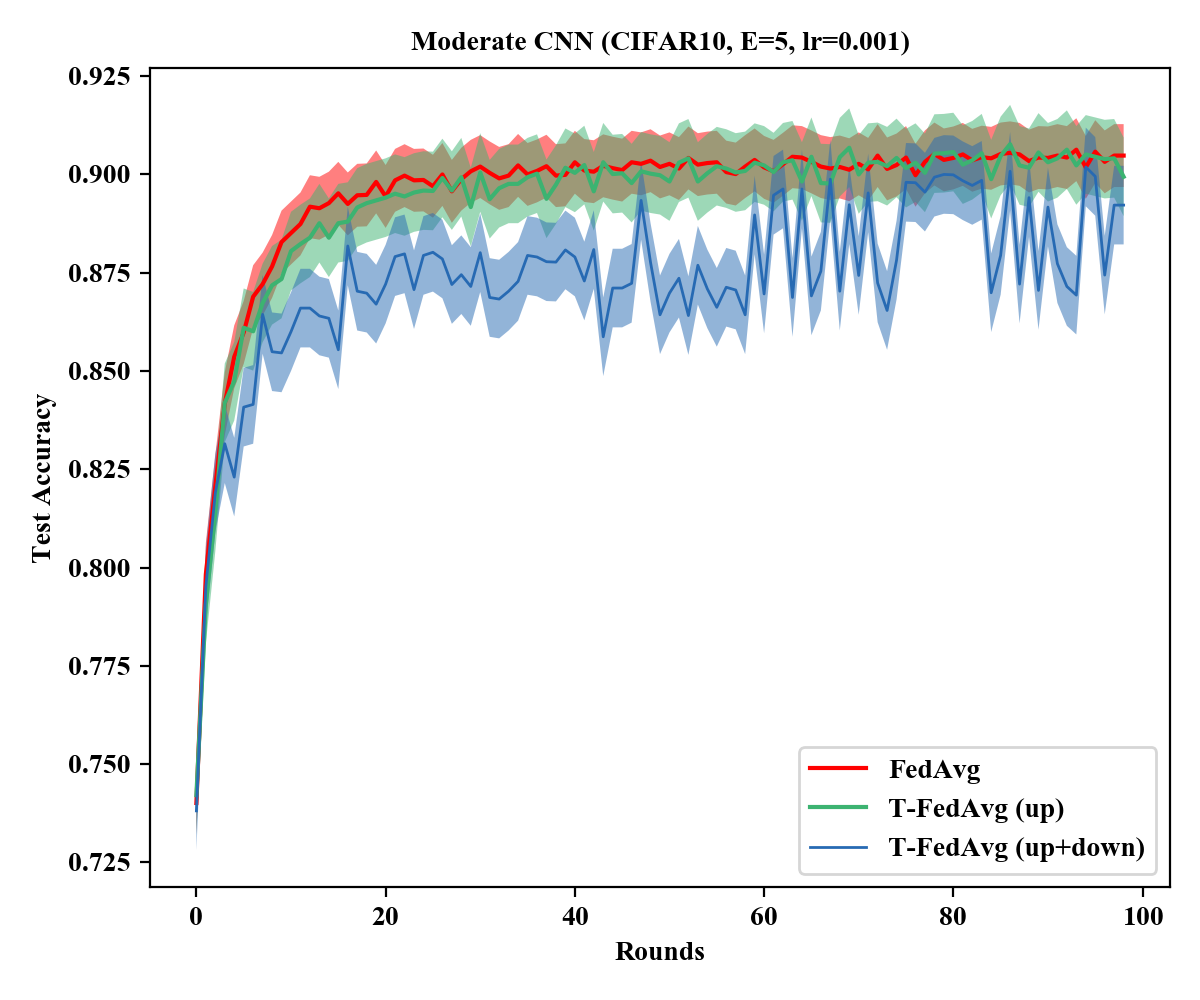 Moderate CNN (CIFAR10, E=5, lr=0.001)
0.925
0.900
0.875
0.850
0.825
0.800
0.775
0.750
0.725
Test Accuracy
FedAvg
T-FedAvg (up)
T-FedAvg (up+down)
0 20 40 60 80 100
Rounds